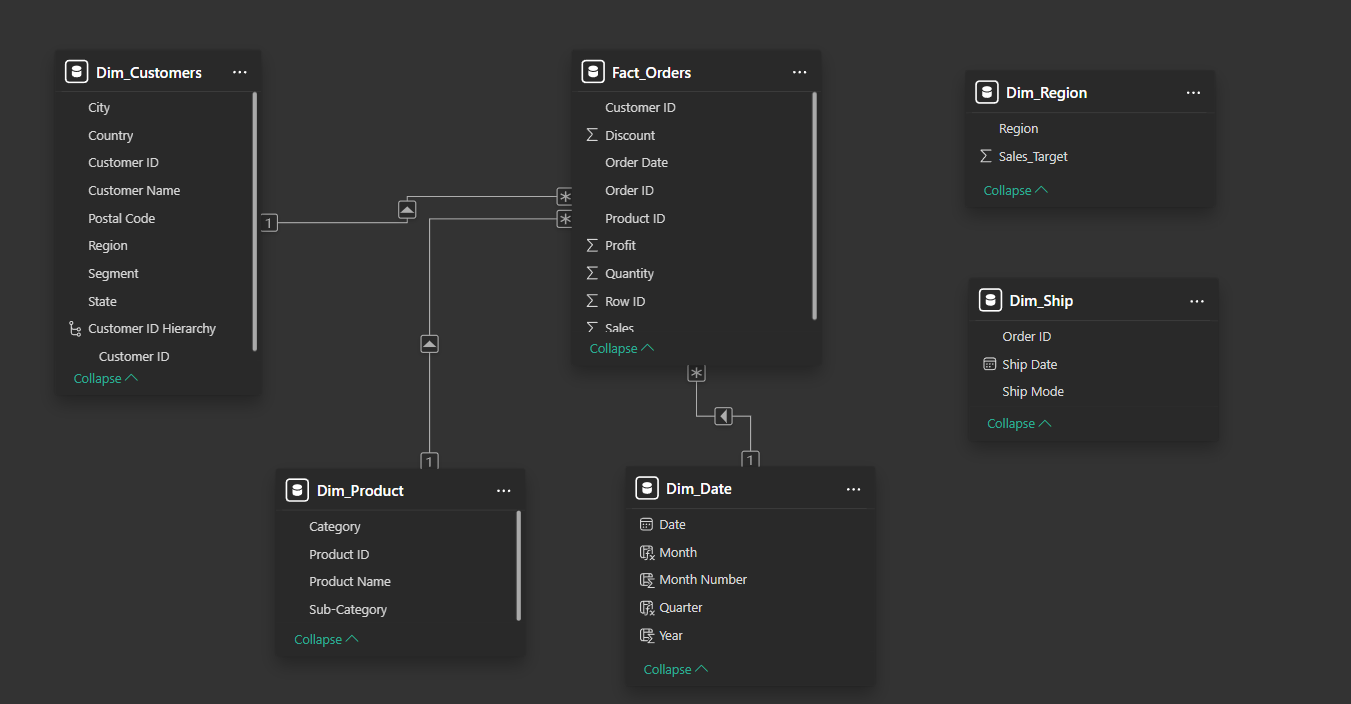 Dim_Customers
City
Country
Customer ID
Customer Name
Postal Code
Region
Segment
State
Customer ID Hierarchy
Customer ID
Collapse
1
*
*
Fact_Orders
Customer ID
Discount
Order Date
Order ID
Product ID
Profit
Quantity
Row ID
Sales
Collapse
*
Dim_Region
Region
Sales_Target
Collapse
Dim_Ship
Order ID
Ship Date
Ship Mode
Collapse
1
Dim_Product
Category
Product ID
Product Name
Sub-Category
Collapse
1
Dim_Date
Date
Month
Month Number
Quarter
Year
Collapse